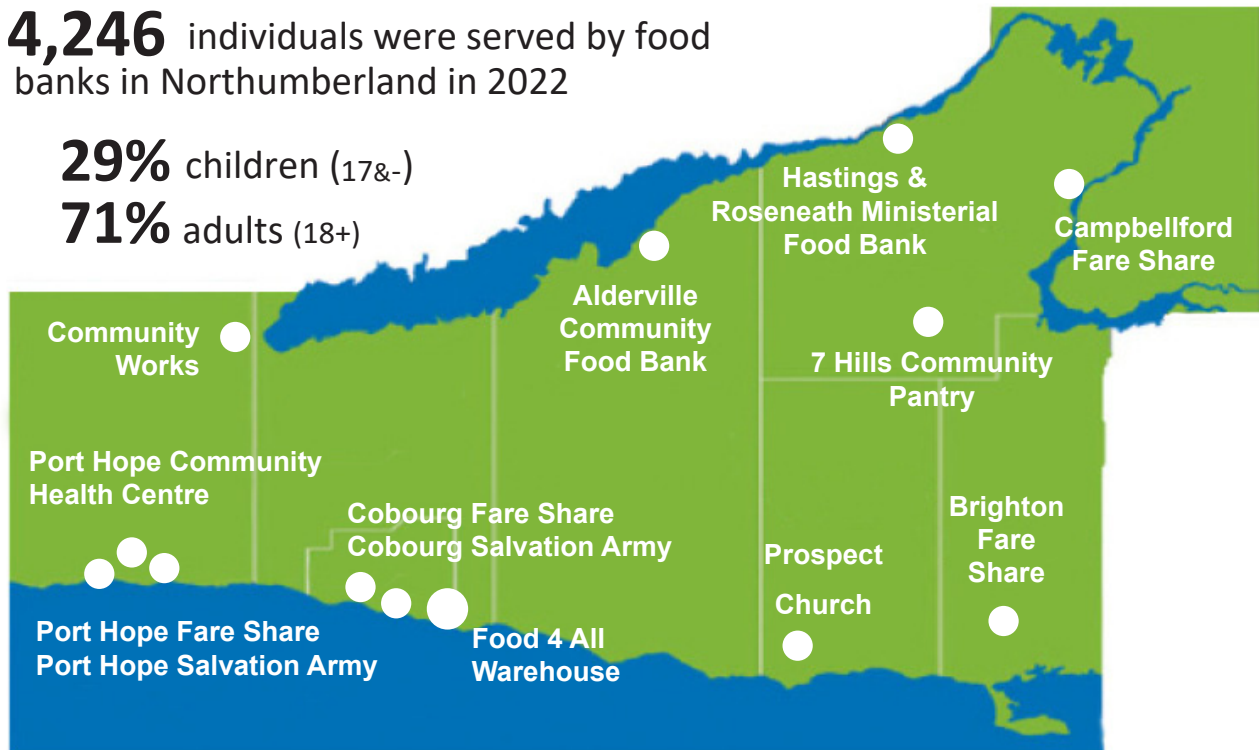 4,246 individuals were served by food
banks in Northumberland in 2022
29% children (17&-)
71% adults (18+)
Hastings &
Roseneath Ministerial
Food Bank
Campbellford
Fare Share
Alderville
Community
Food Bank
Community
Works
7 Hills Community
Pantry
Port Hope Community
Health Centre
Cobourg Fare Share
Cobourg Salvation Army
Brighton
Fare
Share
Prospect
Church
Port Hope Fare Share
Port Hope Salvation Army
Food 4 All
Warehouse